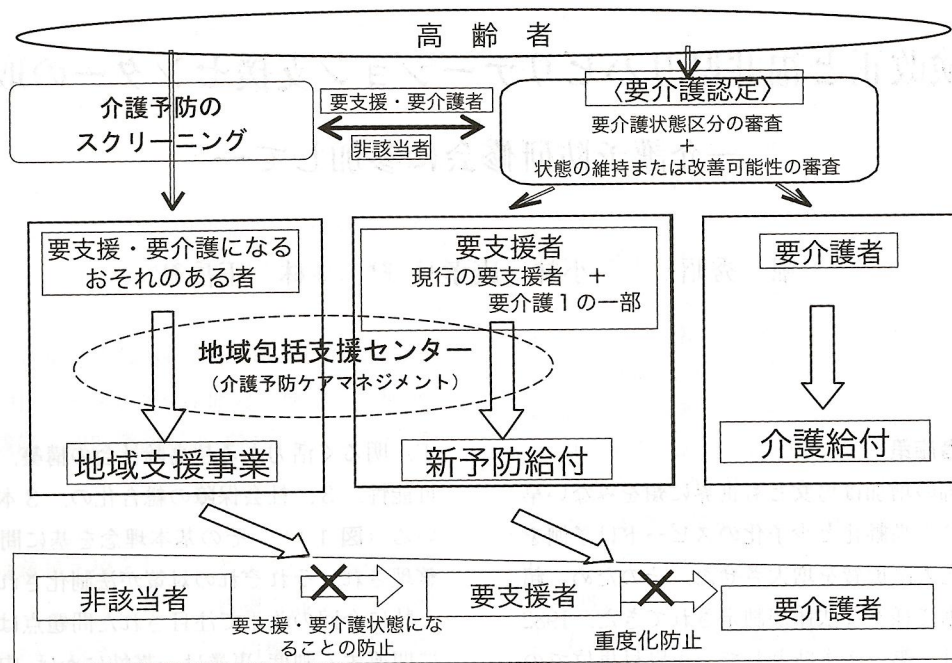 高齢者
介護予防の
スクリーニング
要支援・要介護者
非該当者
〈要介護認定〉
要介護状態区分の審査
+
状態の維持または改善可能性の審査
要支援・要介護になる
おそれのある者
要支援者
現行の要支援者 +
要介護1の一部
要介護者
地域包括支援センター
(介護予防ケアマネジメント)
地域支援事業
新予防給付
介護給付
非該当者
要支援・要介護状態にな
ることの防止
要支援者
重度化防止
要介護者